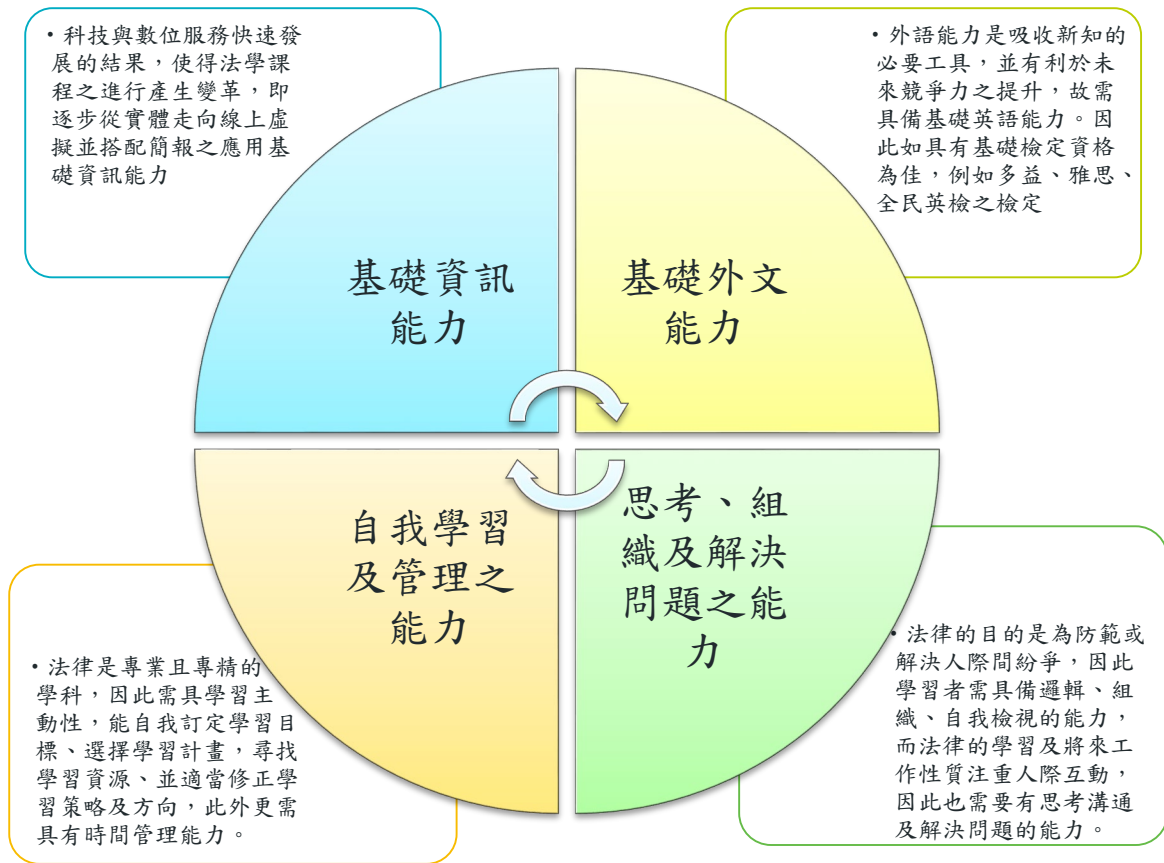 • 科技與數位服務快速發
展的結果，使得法學課
程之進行產生變革，即
逐步從實體走向線上虛
擬並搭配簡報之應用基
礎資訊能力
• 外語能力是吸收新知的
必要工具，並有利於未
來競爭力之提升，故需
具備基礎英語能力。因
此如具有基礎檢定資格
為佳，例如多益、雅思、
全民英檢之檢定
基礎資訊
能力
基礎外文
能力
自我學習
及管理之
能力
思考、組
織及解決
問題之能
力
• 法律是專業且專精的
學科，因此需具學習主
動性，能自我訂定學習目
標、選擇學習計畫，尋找
學習資源、並適當修正學
習策略及方向，此外更需
具有時間管理能力。
• 法律的目的是為防範或
解決人際間紛爭，因此
學習者需具備邏輯、組
織、自我檢視的能力，
而法律的學習及將來工
作性質注重人際互動，
因此也需要有思考溝通
及解決問題的能力。